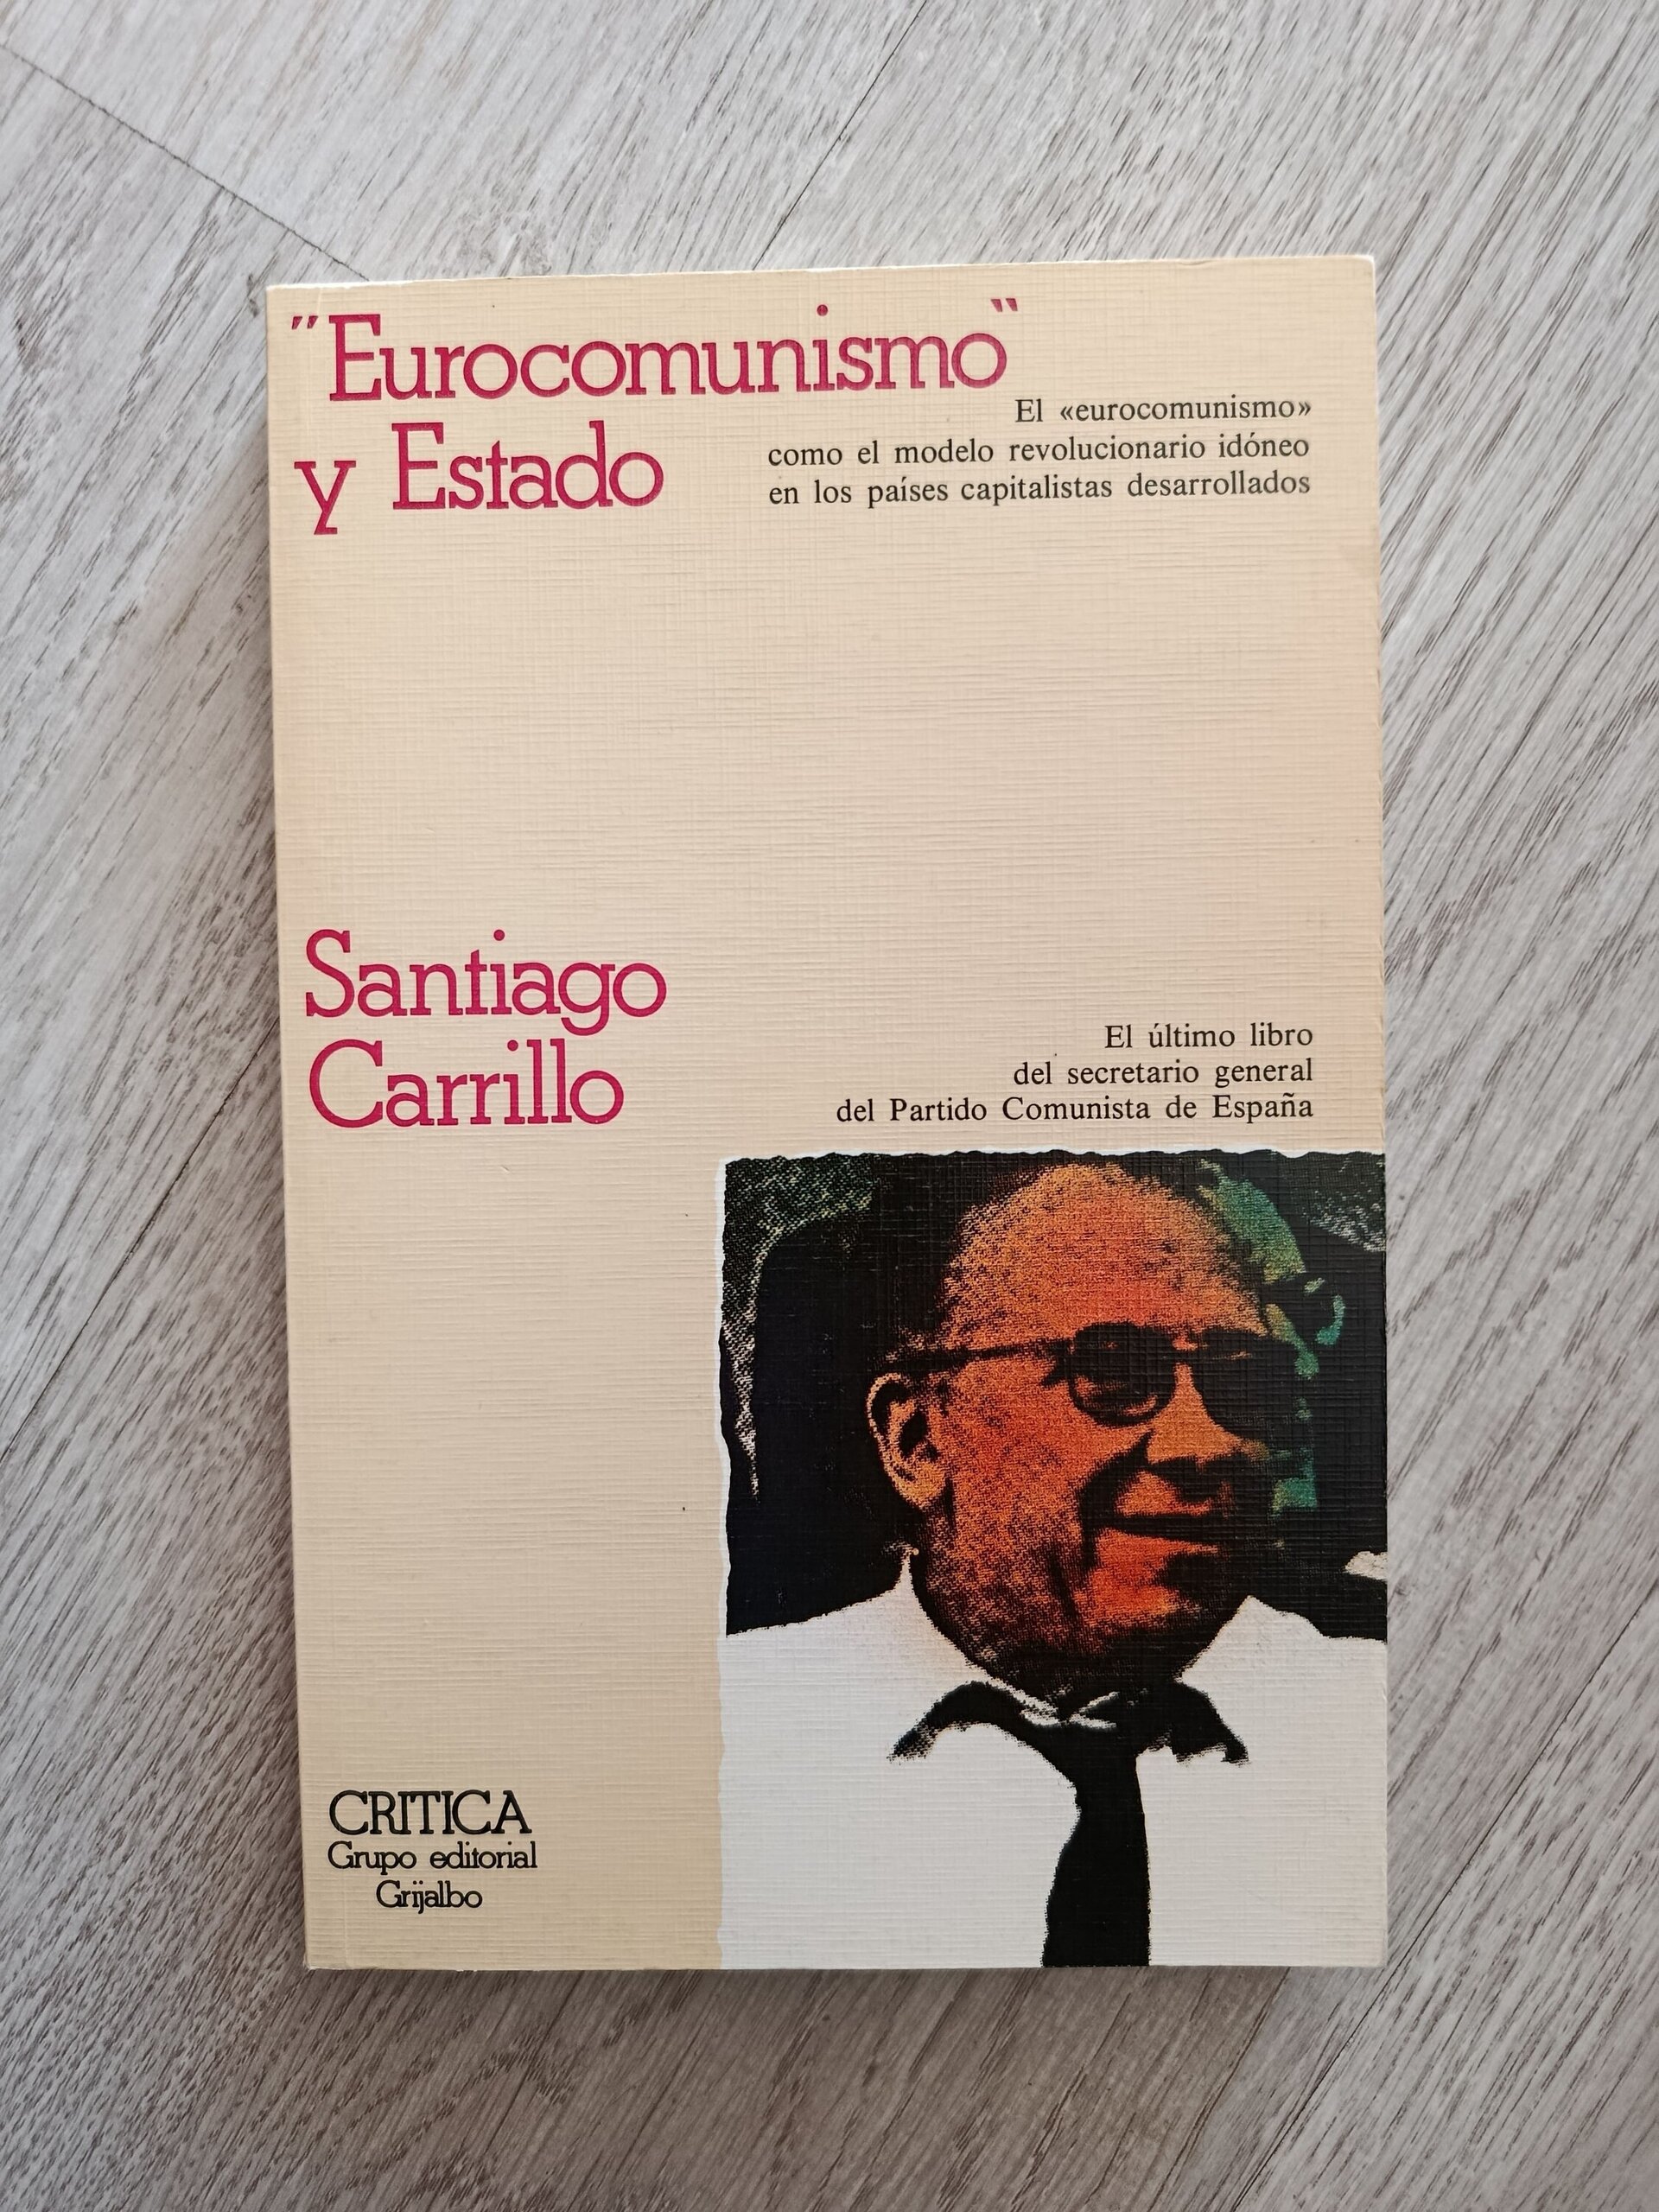 "Eurocomunismo"
y Estado
El «eurocomunismo»
como el modelo revolucionario idóneo
en los países capitalistas desarrollados
Santiago
Carrillo
El último libro
del secretario general
del Partido Comunista de España
CRITICA
Grupo editorial
Grijalbo